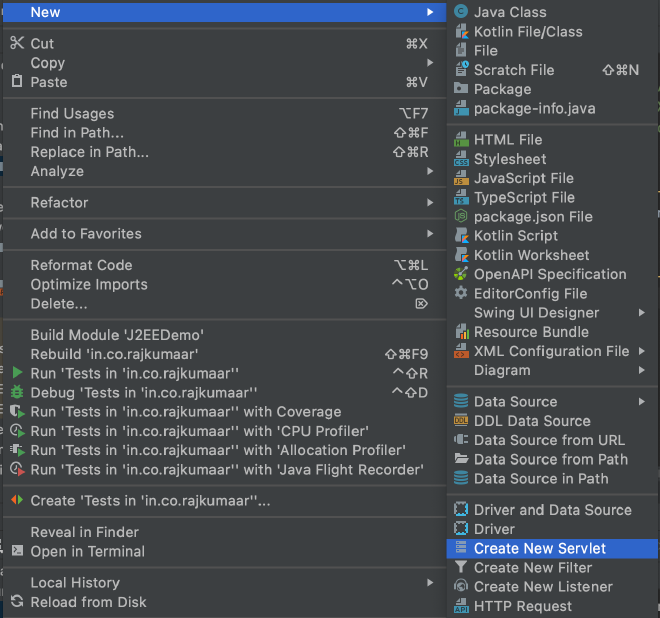 New
Cut ⌘X
Copy
Paste ⌘V
Find Usages ⌥F7
Find in Path... ⇧⌘F
Replace in Path... ⇧⌘R
Analyze
Refactor
Add to Favorites
Reformat Code ⌥⌘L
Optimize Imports ^⌥O
Delete... ⌦
Build Module 'J2EEDemo'
Rebuild 'in.co.rajkumaar' ⇧⌘F9
Run 'Tests in 'in.co.rajkumaar'' ^⇧R
Debug 'Tests in 'in.co.rajkumaar'' ^⇧D
Run 'Tests in 'in.co.rajkumaar'' with Coverage
Run 'Tests in 'in.co.rajkumaar'' with 'CPU Profiler'
Run 'Tests in 'in.co.rajkumaar'' with 'Allocation Profiler'
Run 'Tests in 'in.co.rajkumaar'' with 'Java Flight Recorder'
Create 'Tests in 'in.co.rajkumaar''...
Reveal in Finder
Open in Terminal
Local History
Reload from Disk
Java Class
Kotlin File/Class
File
Scratch File ⇧⌘N
Package
package-info.java
HTML File
Stylesheet
JavaScript File
TypeScript File
package.json File
Kotlin Script
Kotlin Worksheet
OpenAPI Specification
EditorConfig File
Swing UI Designer
Resource Bundle
XML Configuration File
Diagram
Data Source
DDL Data Source
Data Source from URL
Data Source from Path
Data Source in Path
Driver and Data Source
Driver
Create New Servlet
Create New Filter
Create New Listener
HTTP Request